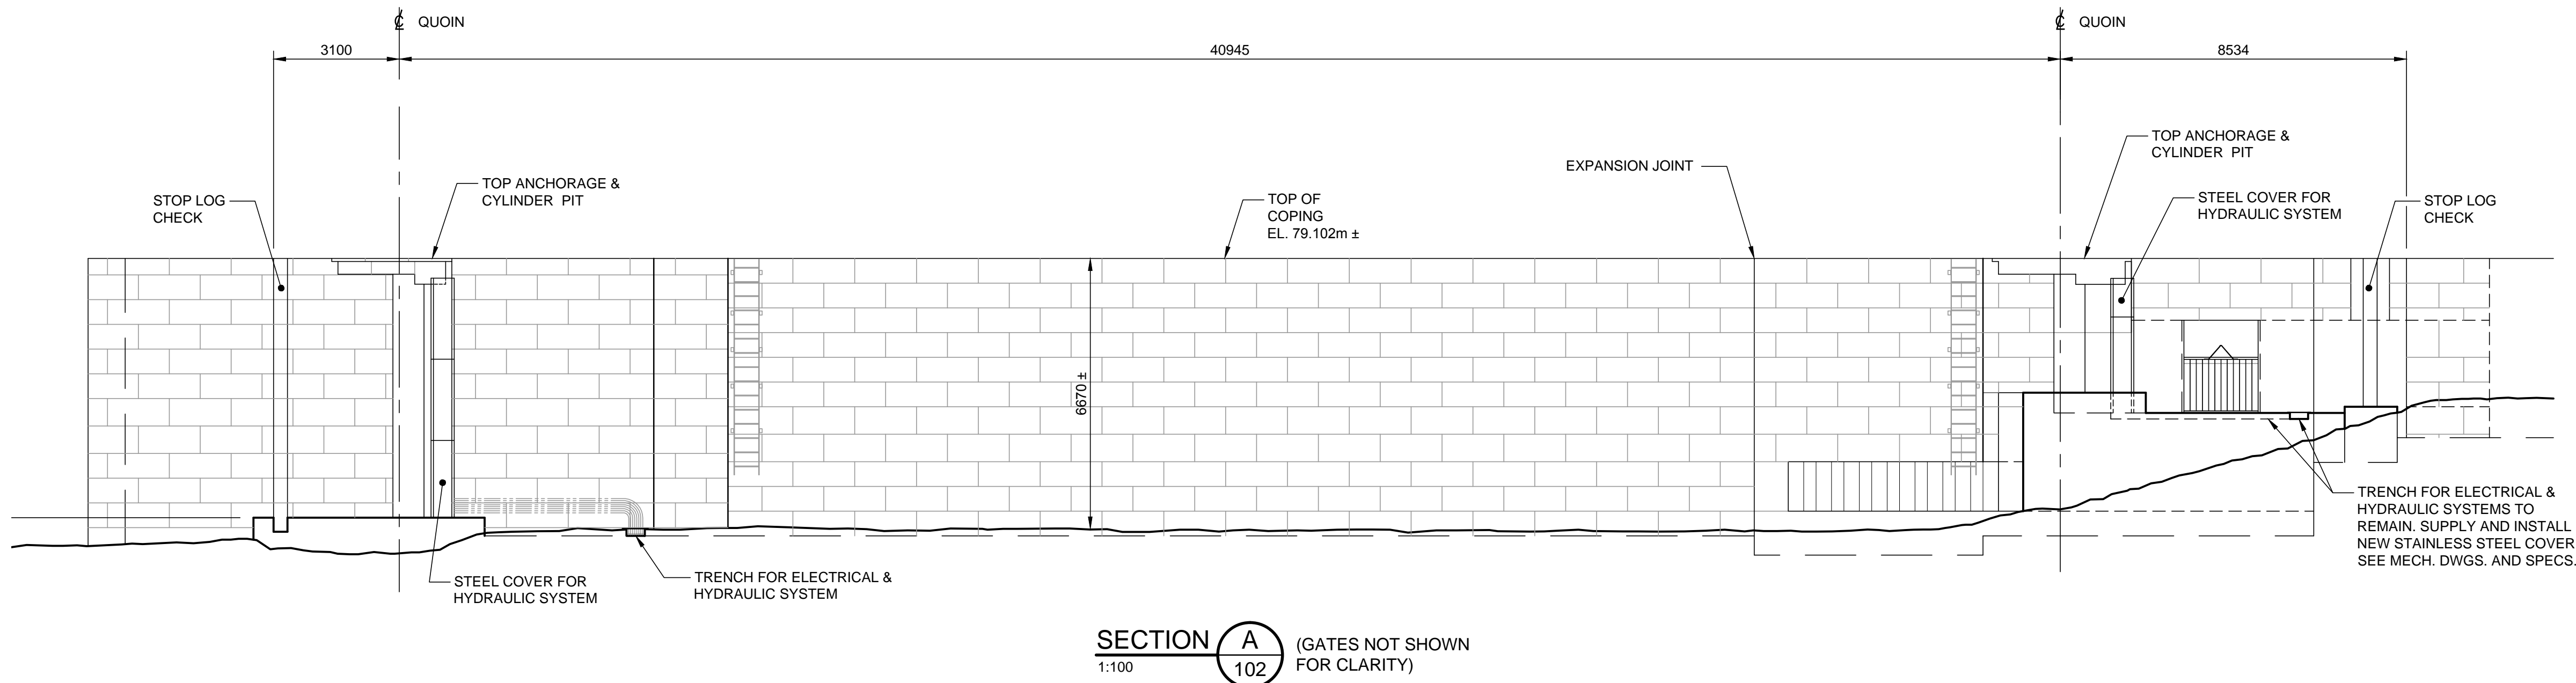 ℄ QUOIN
℄ QUOIN
3100
40945
8534
TOP ANCHORAGE &
CYLINDER PIT
EXPANSION JOINT
TOP ANCHORAGE &
CYLINDER PIT
STOP LOG
CHECK
TOP OF
COPING
EL. 79.102m ±
STEEL COVER FOR
HYDRAULIC SYSTEM
STOP LOG
CHECK
6670 ±
STEEL COVER FOR
HYDRAULIC SYSTEM
TRENCH FOR ELECTRICAL &
HYDRAULIC SYSTEM
TRENCH FOR ELECTRICAL &
HYDRAULIC SYSTEMS TO
REMAIN. SUPPLY AND INSTALL
NEW STAINLESS STEEL COVER
SEE MECH. DWGS. AND SPECS.
SECTION A
1:100
102
(GATES NOT SHOWN
FOR CLARITY)